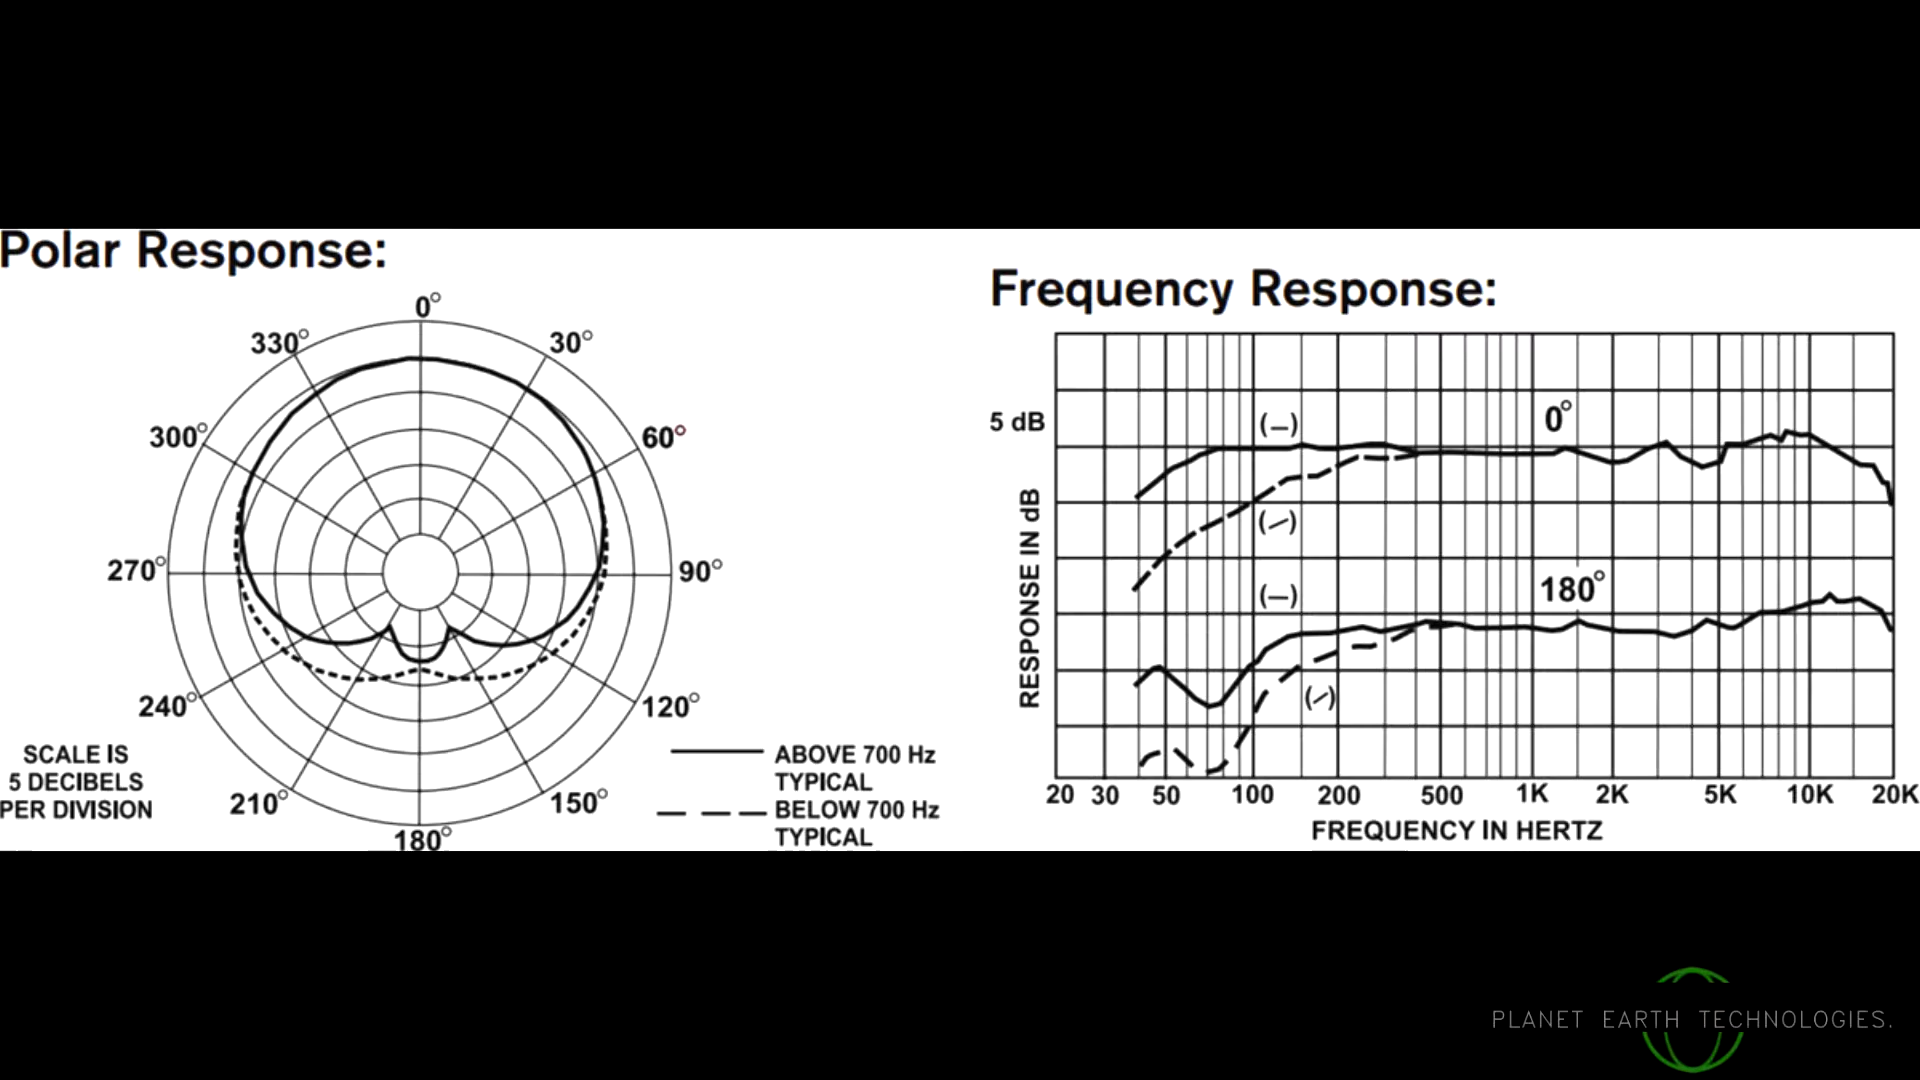 Polar Response:
0°
330°
30°
300°
60°
270°
90°
240°
120°
210°
150°
180°
SCALE IS
5 DECIBELS
PER DIVISION
ABOVE 700 Hz
TYPICAL
BELOW 700 Hz
TYPICAL
Frequency Response:
5 dB
RESPONSE IN dB
0°
180°
20 30 50 100 200 500 1K 2K 5K 10K 20K
FREQUENCY IN HERTZ
PLANET EARTH TECHNOLOGIES.